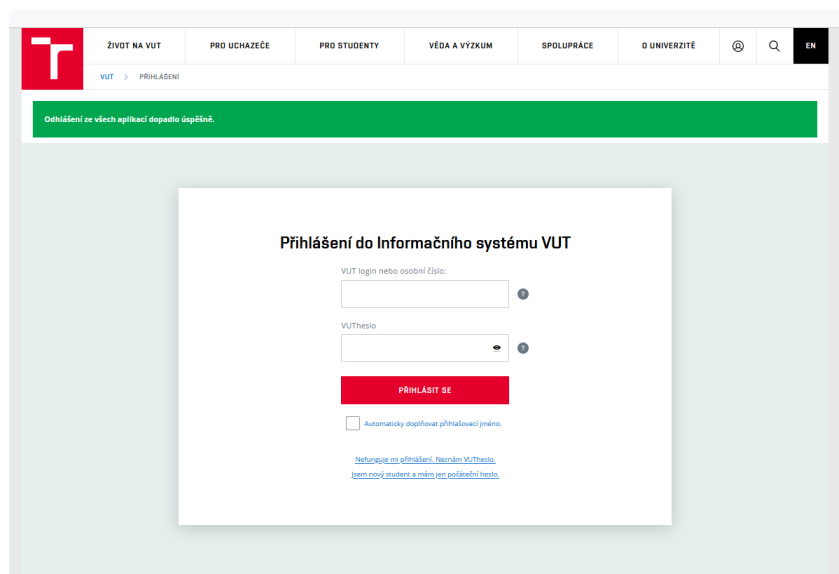 ŽIVOT NA VUT PRO UCHAZEČE PRO STUDENTY VĚDA A VÝZKUM SPOLUPRÁCE O UNIVERZITĚ EN
VUT > PŘIHLÁŠENÍ
Odhlášení ze všech aplikací dopadlo úspěšně.
Přihlášení do Informačního systému VUT
VUT login nebo osobní číslo:
?
VUTheslo
?
PŘIHLÁSIT SE
Automaticky doplňovat přihlašovací jméno.
Nefunguje mi přihlášení. Neznám VUTheslo.
Jsem nový student a mám jen počáteční heslo.